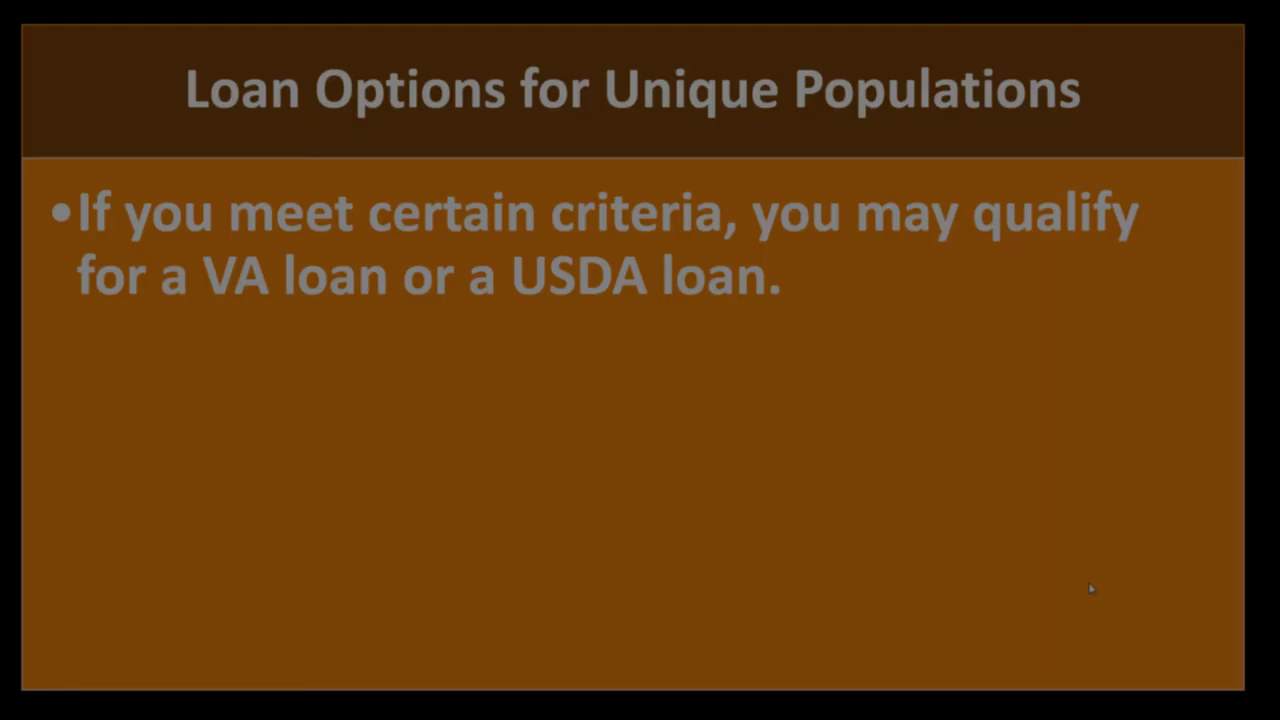 Loan Options for Unique Populations
•If you meet certain criteria, you may qualify
for a VA loan or a USDA loan.